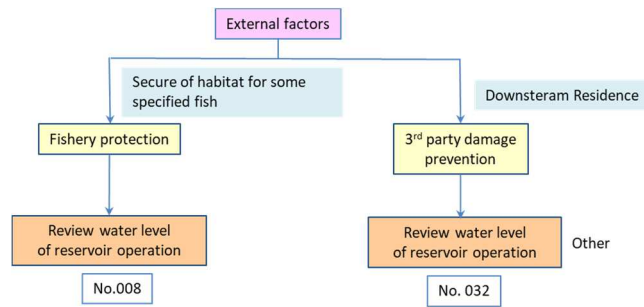 External factors
Secure of habitat for some
specified fish
Downsteram Residence
Fishery protection
3rd party damage
prevention
Review water level
of reservoir operation
Review water level
of reservoir operation
Other
No.008
No. 032